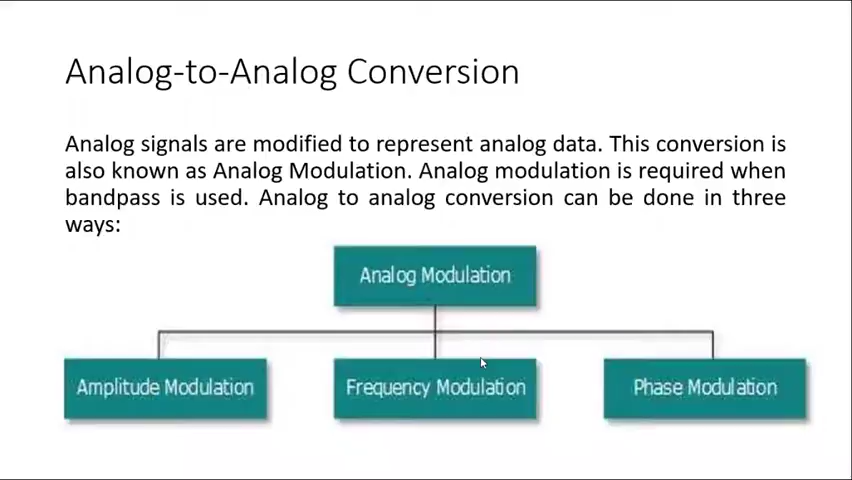 Analog-to-Analog Conversion
Analog signals are modified to represent analog data. This conversion is
also known as Analog Modulation. Analog modulation is required when
bandpass is used. Analog to analog conversion can be done in three
ways:
Analog Modulation
Amplitude Modulation
Frequency Modulation
Phase Modulation